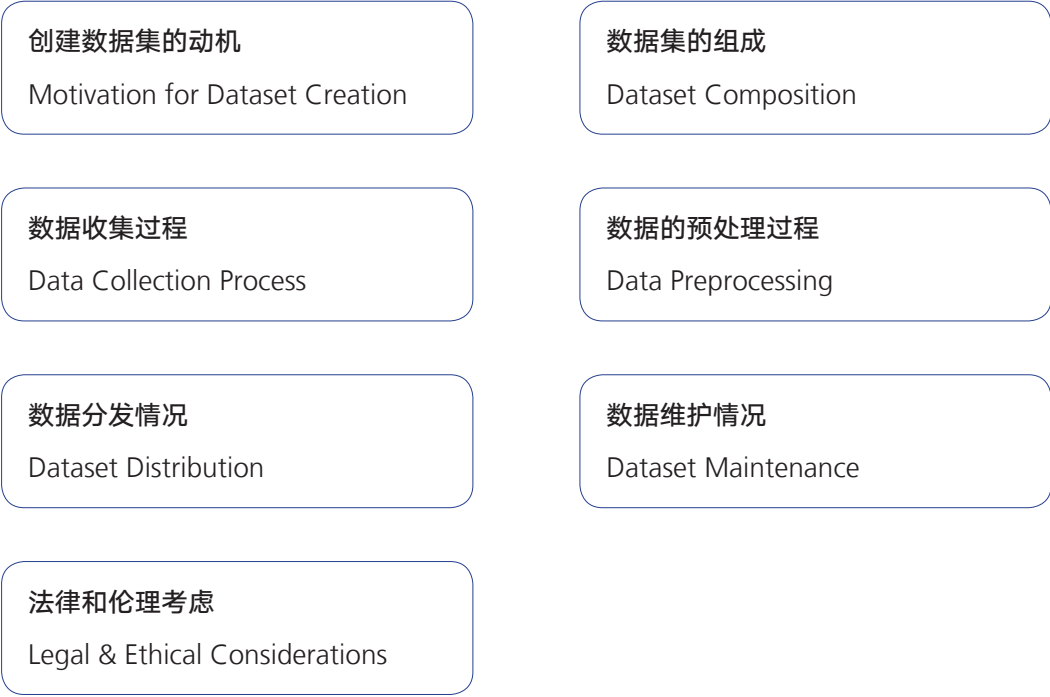 创建数据集的动机
Motivation for Dataset Creation
数据集的组成
Dataset Composition
数据收集过程
Data Collection Process
数据的预处理过程
Data Preprocessing
数据分发情况
Dataset Distribution
数据维护情况
Dataset Maintenance
法律和伦理考虑
Legal & Ethical Considerations